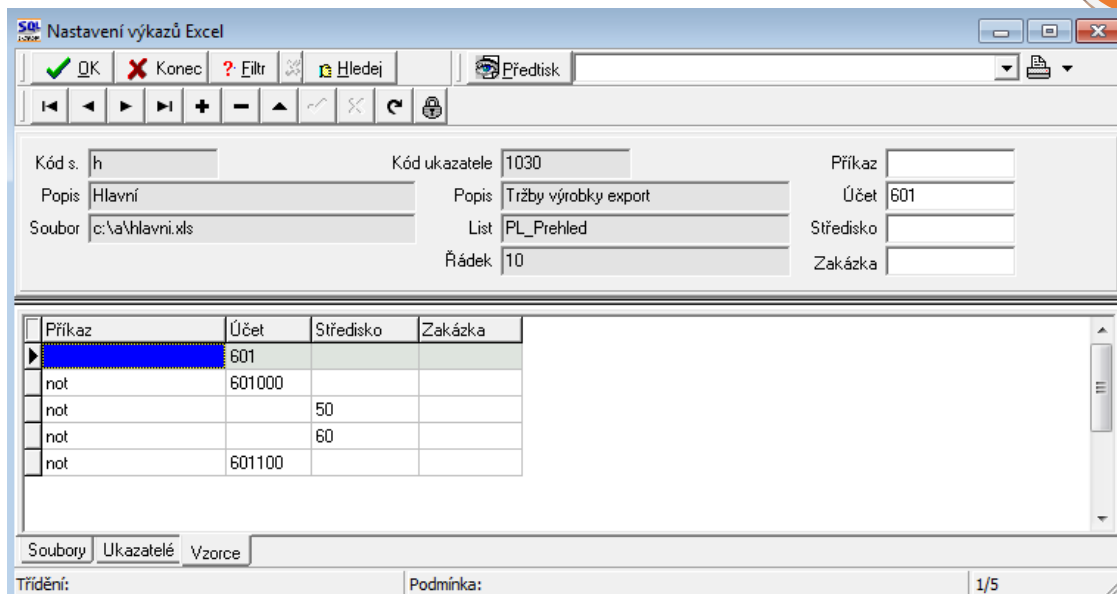 SQL Nastavení výkazů Excel
OK Konec ? Filtr Hledej Předtisk
Kód s. h Kód ukazatele 1030 Příkaz
Popis Hlavní Popis Tržby výrobky export Účet 601
Soubor c:\a\hlavni.xls List PL_Prehled Středisko
Řádek 10 Zakázka
Příkaz Účet Středisko Zakázka
601
not 601000
not 50
not 60
not 601100
Soubory Ukazatelé Vzorce
Třídění: Podmínka: 1/5